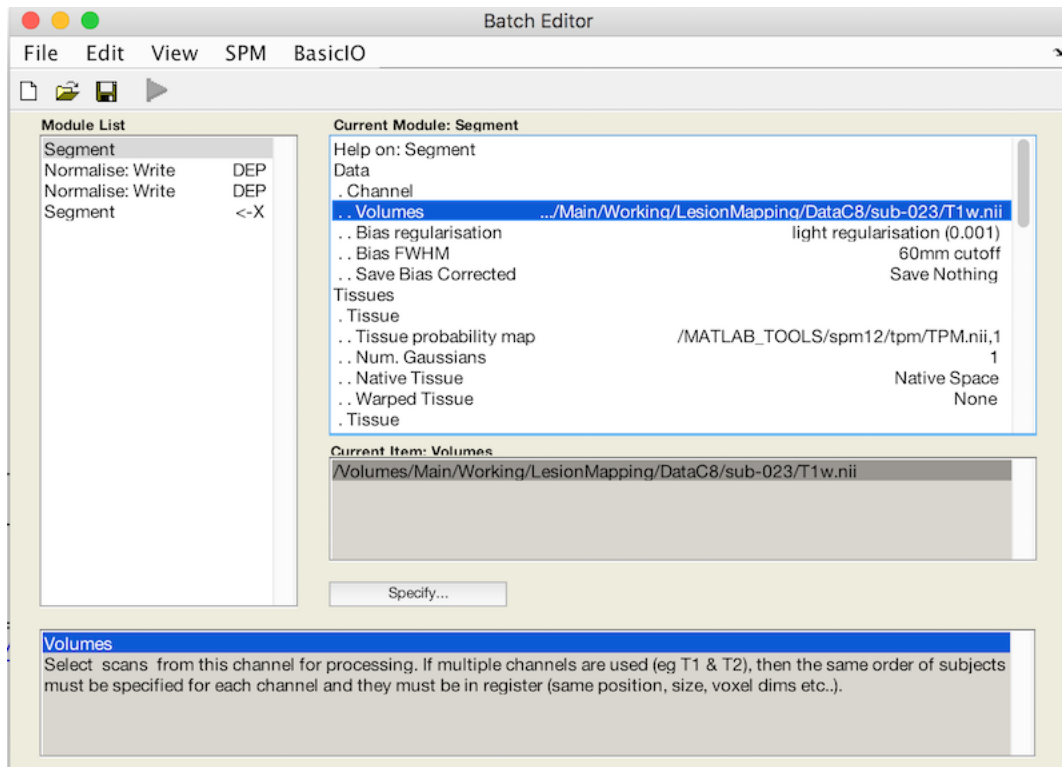 Batch Editor
File Edit View SPM BasicIO
Module List
Segment
Normalise: Write DEP
Normalise: Write DEP
Segment <-X
Current Module: Segment
Help on: Segment
Data
. Channel
. . Volumes .../Main/Working/LesionMapping/DataC8/sub-023/T1w.nii
. . Bias regularisation light regularisation (0.001)
. . Bias FWHM 60mm cutoff
. . Save Bias Corrected Save Nothing
Tissues
. Tissue
. . Tissue probability map /MATLAB_TOOLS/spm12/tpm/TPM.nii,1
. . Num. Gaussians 1
. . Native Tissue Native Space
. . Warped Tissue None
. Tissue
Current Item: Volumes
/Volumes/Main/Working/LesionMapping/DataC8/sub-023/T1w.nii
Specify...
Volumes
Select scans from this channel for processing. If multiple channels are used (eg T1 & T2), then the same order of subjects
must be specified for each channel and they must be in register (same position, size, voxel dims etc..).